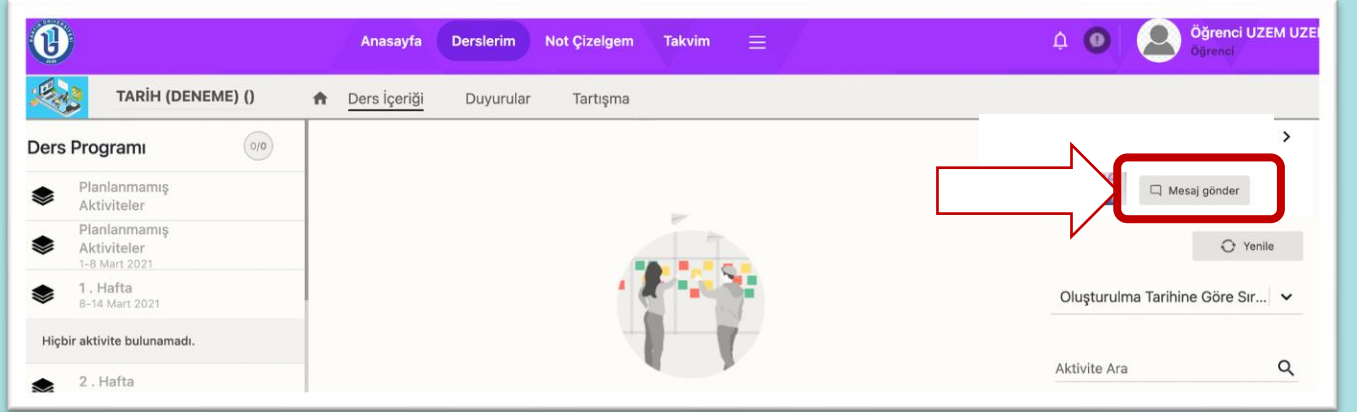 Anasayfa Derslerim Not Çizelgem Takvim
Öğrenci UZEM
Öğrenci
TARİH (DENEME) () Ders İçeriği Duyurular Tartışma
Ders Programı 0/0
Planlanmamış
Aktiviteler
Planlanmamış
Aktiviteler
1-8 Mart 2021
1 . Hafta
8-14 Mart 2021
Hiçbir aktivite bulunamadı.
2 . Hafta
Mesaj gönder
Yenile
Oluşturulma Tarihine Göre Sır...
Aktivite Ara